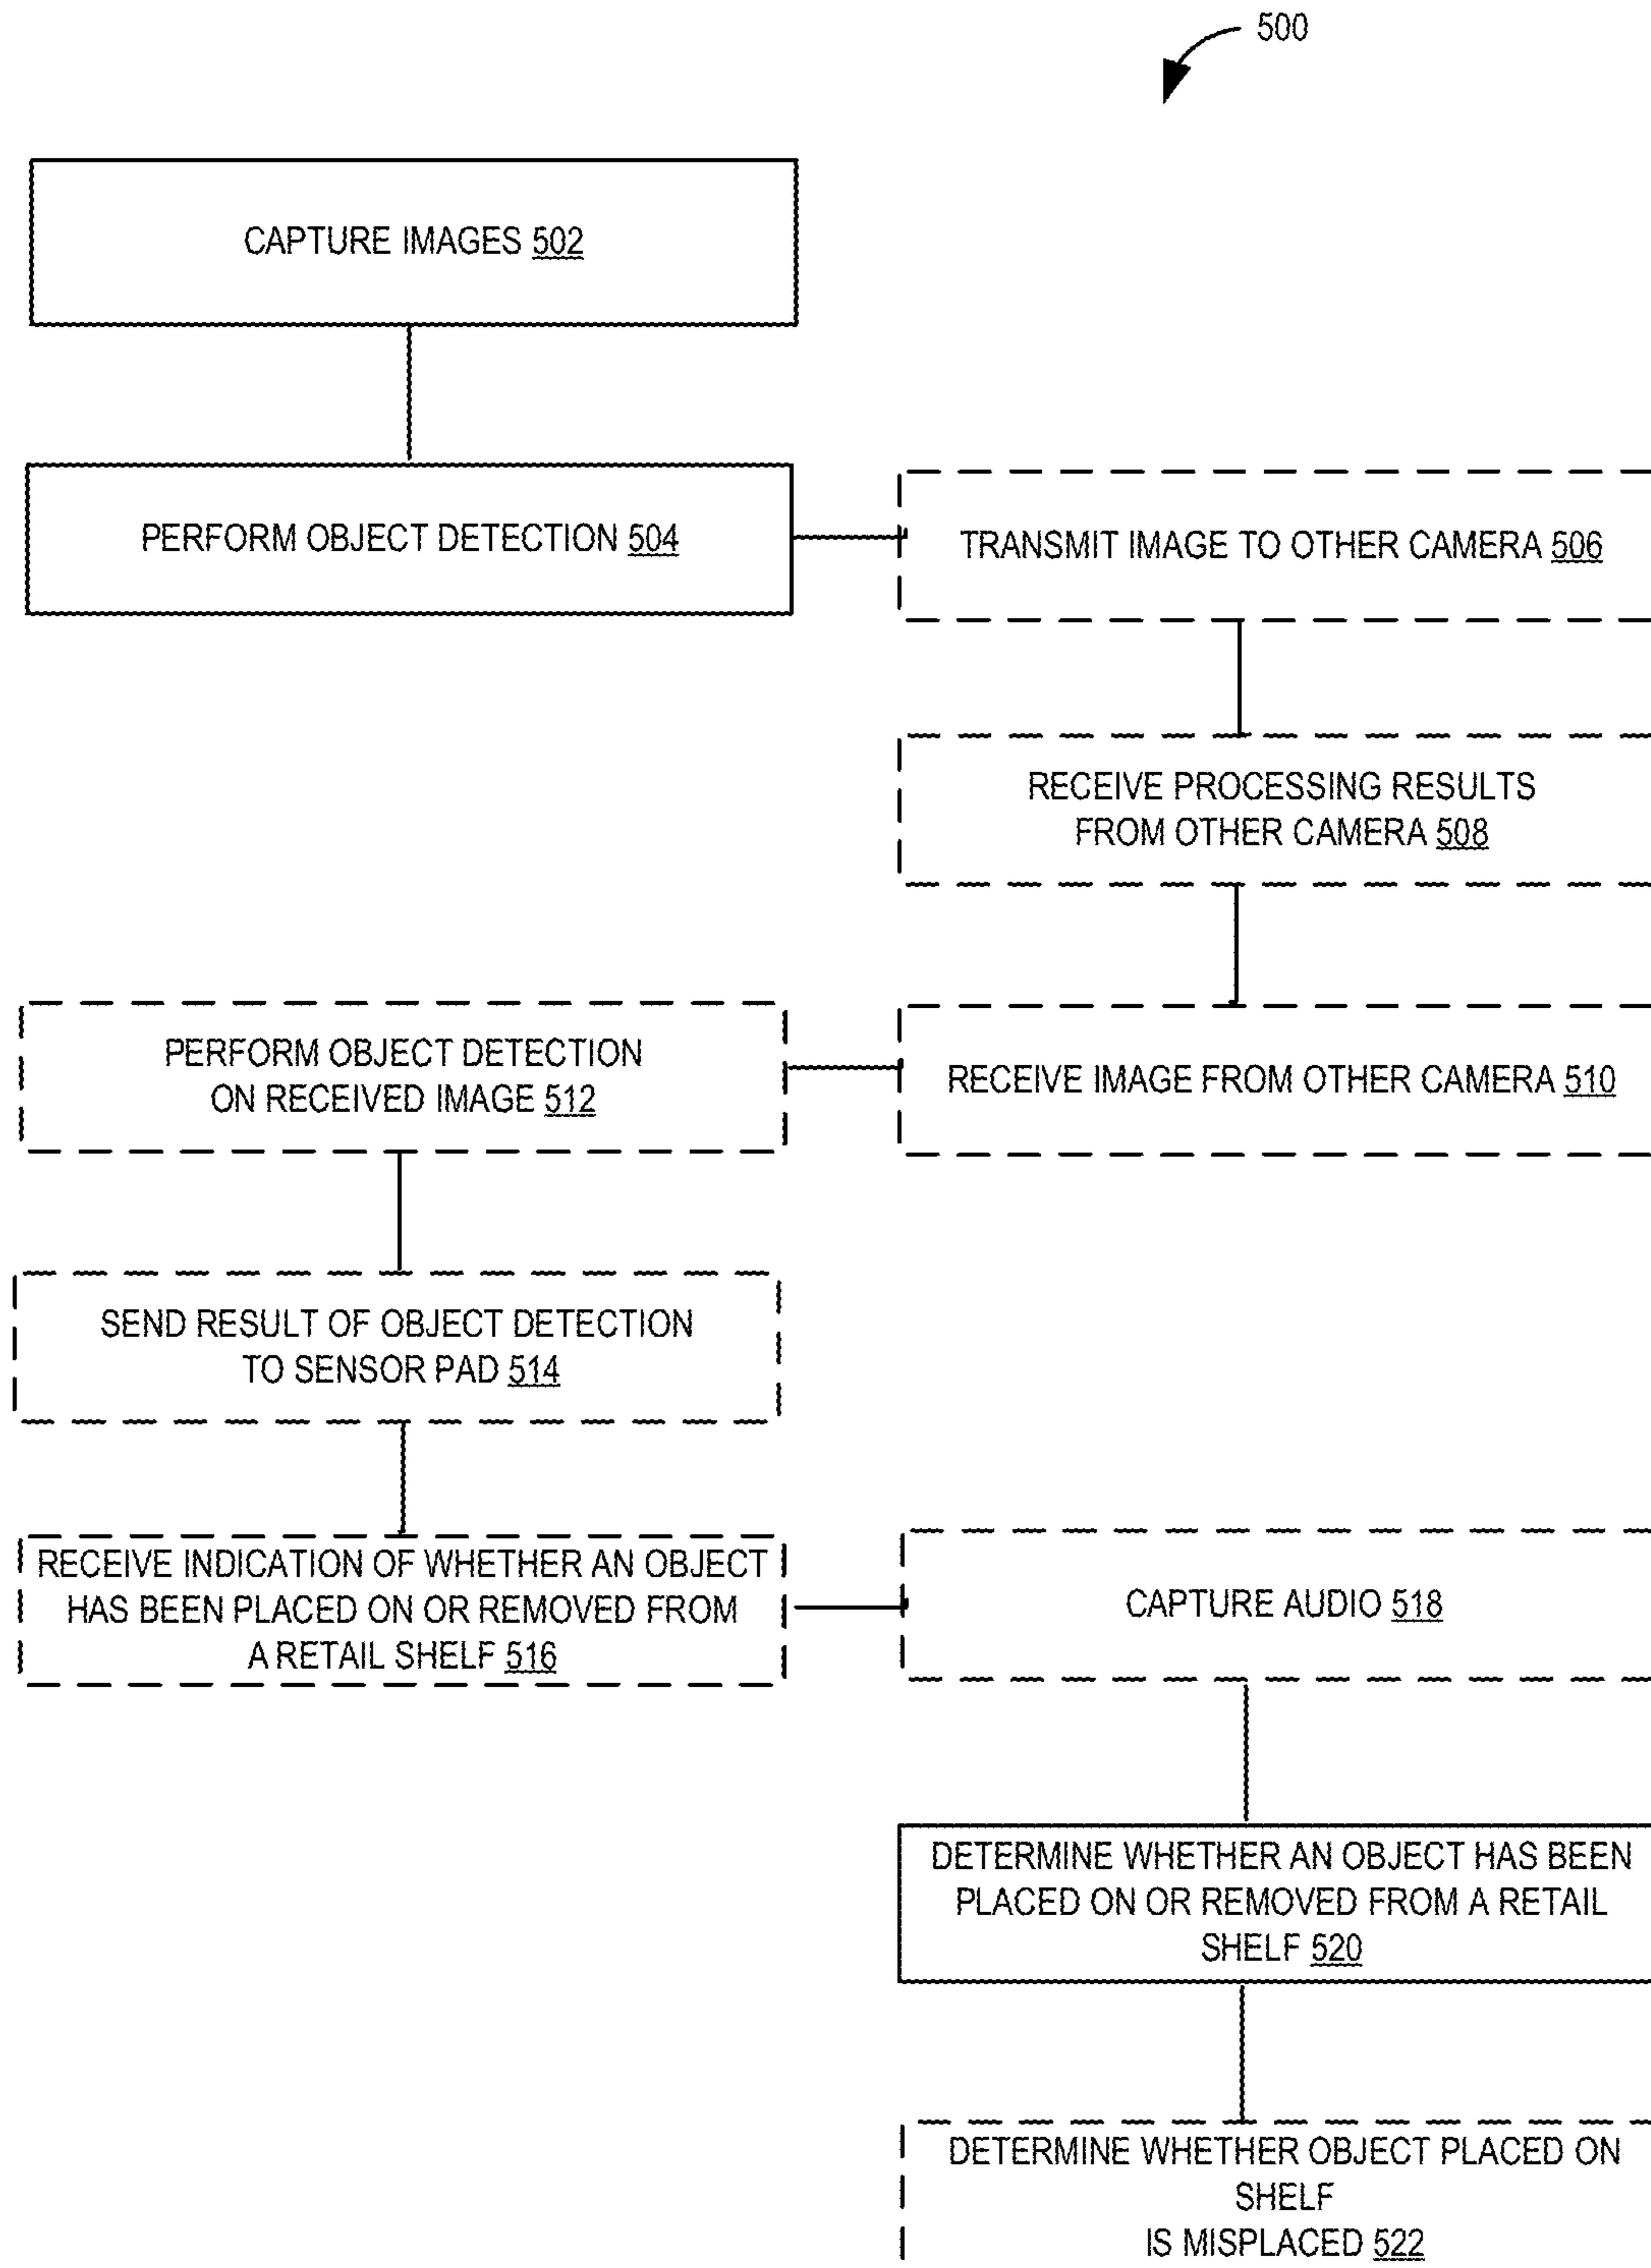 500
CAPTURE IMAGES 502
PERFORM OBJECT DETECTION 504
TRANSMIT IMAGE TO OTHER CAMERA 506
RECEIVE PROCESSING RESULTS
FROM OTHER CAMERA 508
RECEIVE IMAGE FROM OTHER CAMERA 510
PERFORM OBJECT DETECTION
ON RECEIVED IMAGE 512
SEND RESULT OF OBJECT DETECTION
TO SENSOR PAD 514
RECEIVE INDICATION OF WHETHER AN OBJECT
HAS BEEN PLACED ON OR REMOVED FROM
A RETAIL SHELF 516
CAPTURE AUDIO 518
DETERMINE WHETHER AN OBJECT HAS BEEN
PLACED ON OR REMOVED FROM A RETAIL
SHELF 520
DETERMINE WHETHER OBJECT PLACED ON
SHELF
IS MISPLACED 522